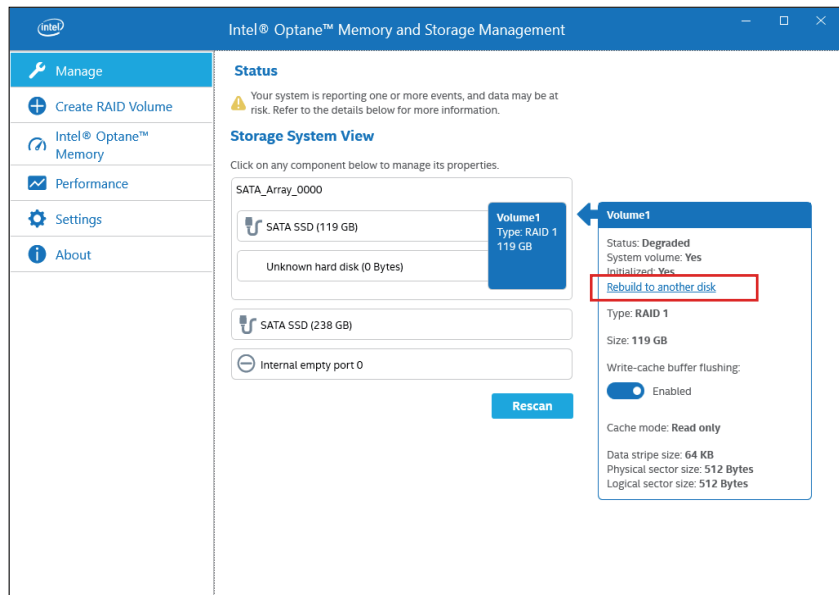 intel
Intel® Optane™ Memory and Storage Management
Manage
Create RAID Volume
Intel® Optane™
Memory
Performance
Settings
About
Status
Your system is reporting one or more events, and data may be at
risk. Refer to the details below for more information.
Storage System View
Click on any component below to manage its properties.
SATA_Array_0000
SATA SSD (119 GB)
Unknown hard disk (0 Bytes)
Volume1
Type: RAID 1
119 GB
SATA SSD (238 GB)
Internal empty port 0
Rescan
Volume1
Status: Degraded
System volume: Yes
Initialized: Yes
Rebuild to another disk
Type: RAID 1
Size: 119 GB
Write-cache buffer flushing:
Enabled
Cache mode: Read only
Data stripe size: 64 KB
Physical sector size: 512 Bytes
Logical sector size: 512 Bytes